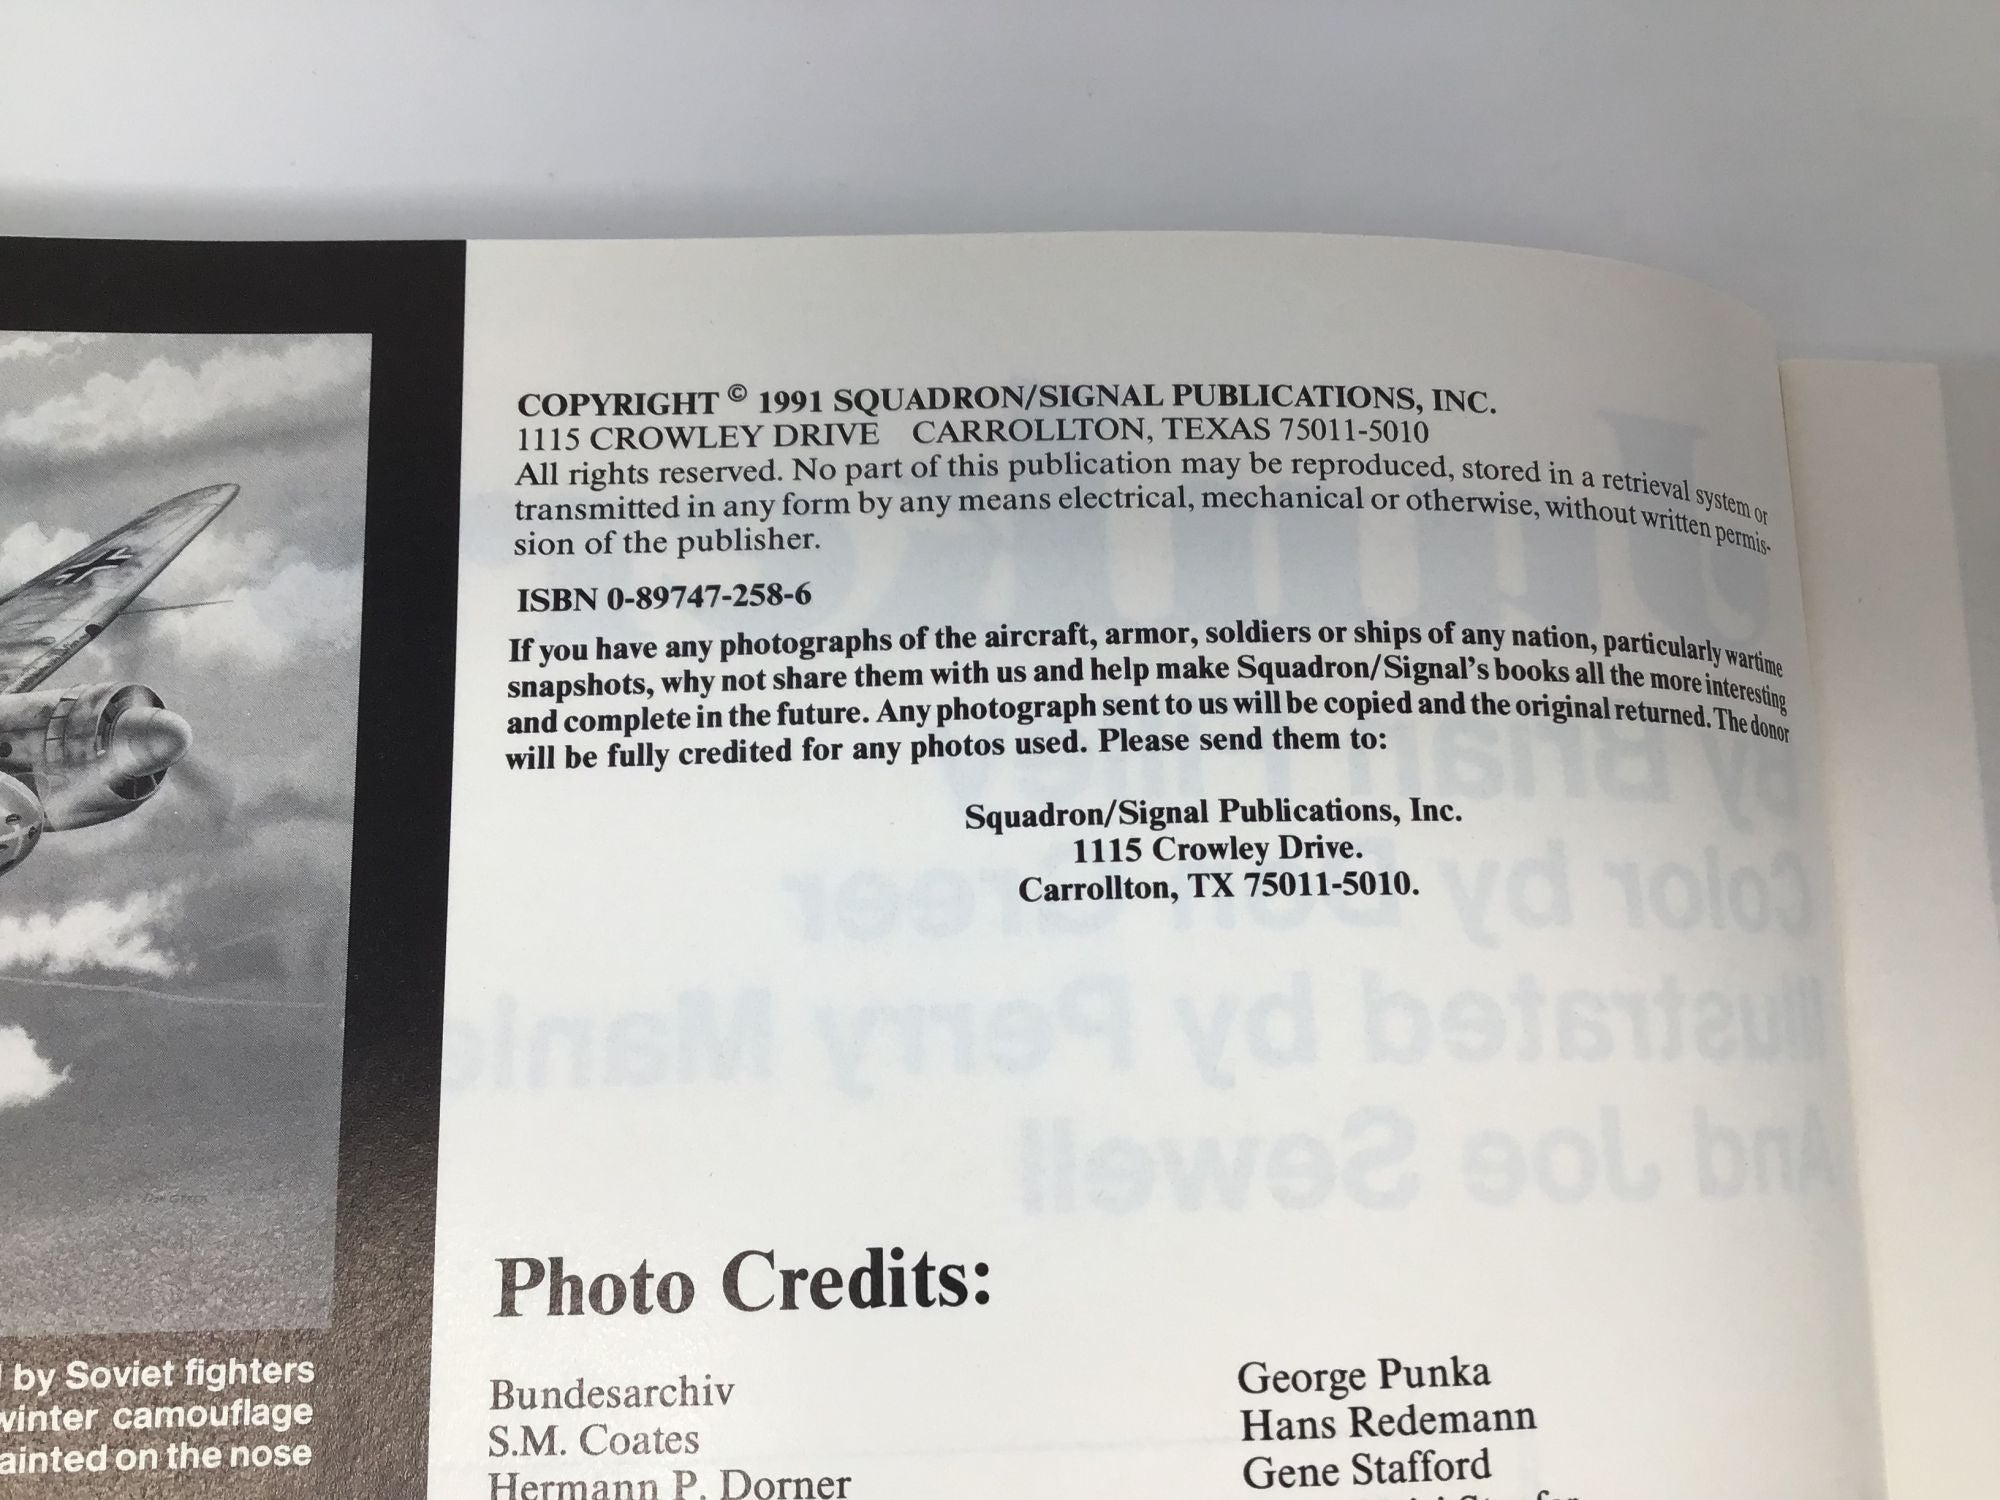 COPYRIGHT © 1991 SQUADRON/SIGNAL PUBLICATIONS, INC.
1115 CROWLEY DRIVE CARROLLTON, TEXAS 75011-5010
All rights reserved. No part of this publication may be reproduced, stored in a retrieval system or
transmitted in any form by any means electrical, mechanical or otherwise, without written permis-
sion of the publisher.
ISBN 0-89747-258-6
If you have any photographs of the aircraft, armor, soldiers or ships of any nation, particularly wartime
snapshots, why not share them with us and help make Squadron/Signal's books all the more interesting
and complete in the future. Any photograph sent to us will be copied and the original returned. The donor
will be fully credited for any photos used. Please send them to:
Squadron/Signal Publications, Inc.
1115 Crowley Drive.
Carrollton, TX 75011-5010.
Photo Credits:
Bundesarchiv
S.M. Coates
Hermann P. Dorner
George Punka
Hans Redemann
Gene Stafford
by Soviet fighters
winter camouflage
ainted on the nose